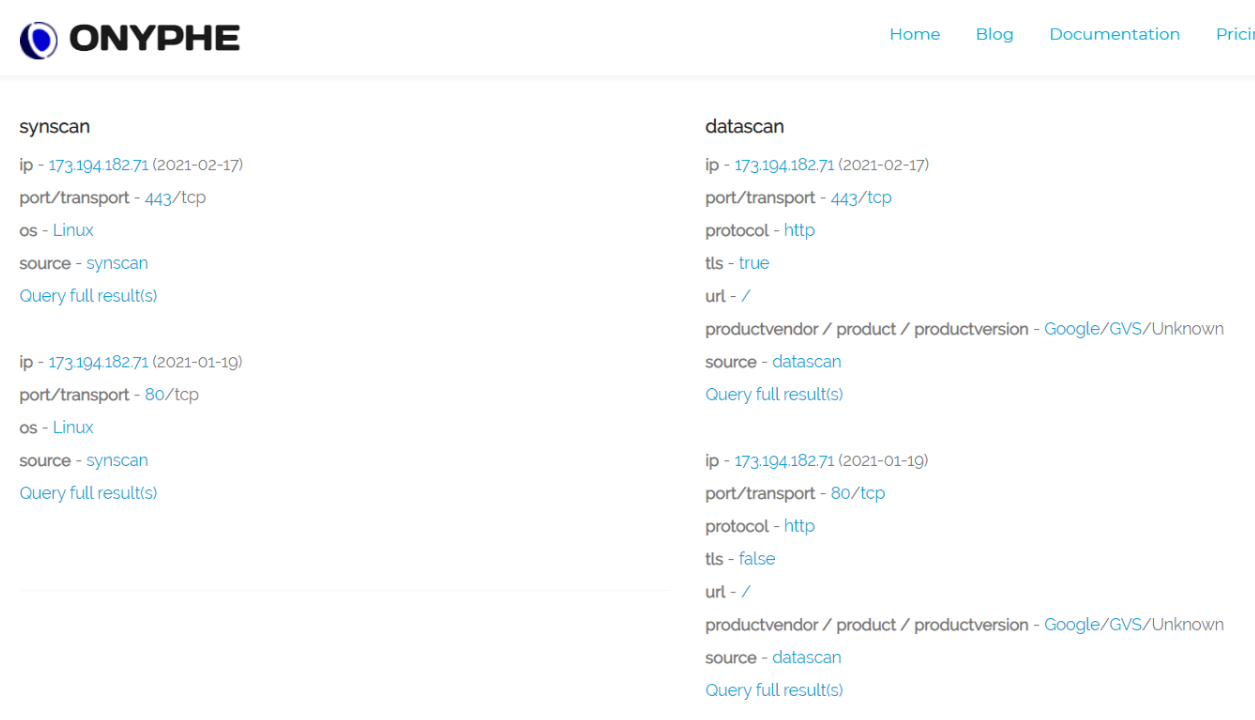 ONYPHE
Home Blog Documentation
synscan
ip - 173.194.182.71 (2021-02-17)
port/transport - 443/tcp
os - Linux
source - synscan
Query full result(s)
ip - 173.194.182.71 (2021-01-19)
port/transport - 80/tcp
os - Linux
source - synscan
Query full result(s)
datascan
ip - 173.194.182.71 (2021-02-17)
port/transport - 443/tcp
protocol - http
tls - true
url - /
productvendor / product / productversion - Google/GVS/Unknown
source - datascan
Query full result(s)
ip - 173.194.182.71 (2021-01-19)
port/transport - 80/tcp
protocol - http
tls - false
url - /
productvendor / product / productversion - Google/GVS/Unknown
source - datascan
Query full result(s)